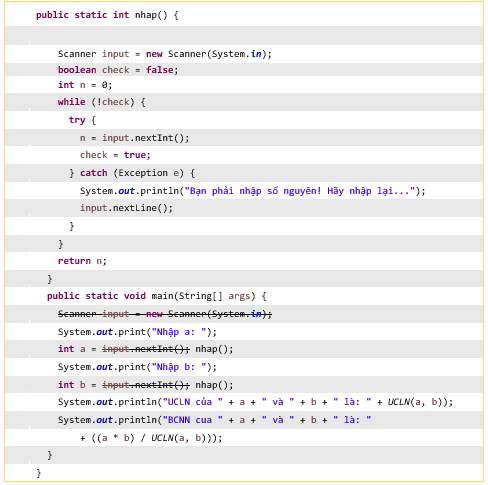 public static int nhap() {
Scanner input = new Scanner(System.in);
boolean check = false;
int n = 0;
while (!check) {
try {
n = input.nextInt();
check = true;
} catch (Exception e) {
System.out.println("Bạn phải nhập số nguyên! Hãy nhập lại...");
input.nextLine();
}
}
return n;
}
public static void main(String[] args) {
Scanner input = new Scanner(System.in);
System.out.print("Nhập a: ");
int a = input.nextInt(); nhap();
System.out.print("Nhập b: ");
int b = input.nextInt(); nhap();
System.out.println("UCLN của " + a + " và " + b + " là: " + UCLN(a, b));
System.out.println("BCNN cua " + a + " và " + b + " là: "
+ ((a * b) / UCLN(a, b)));
}
}